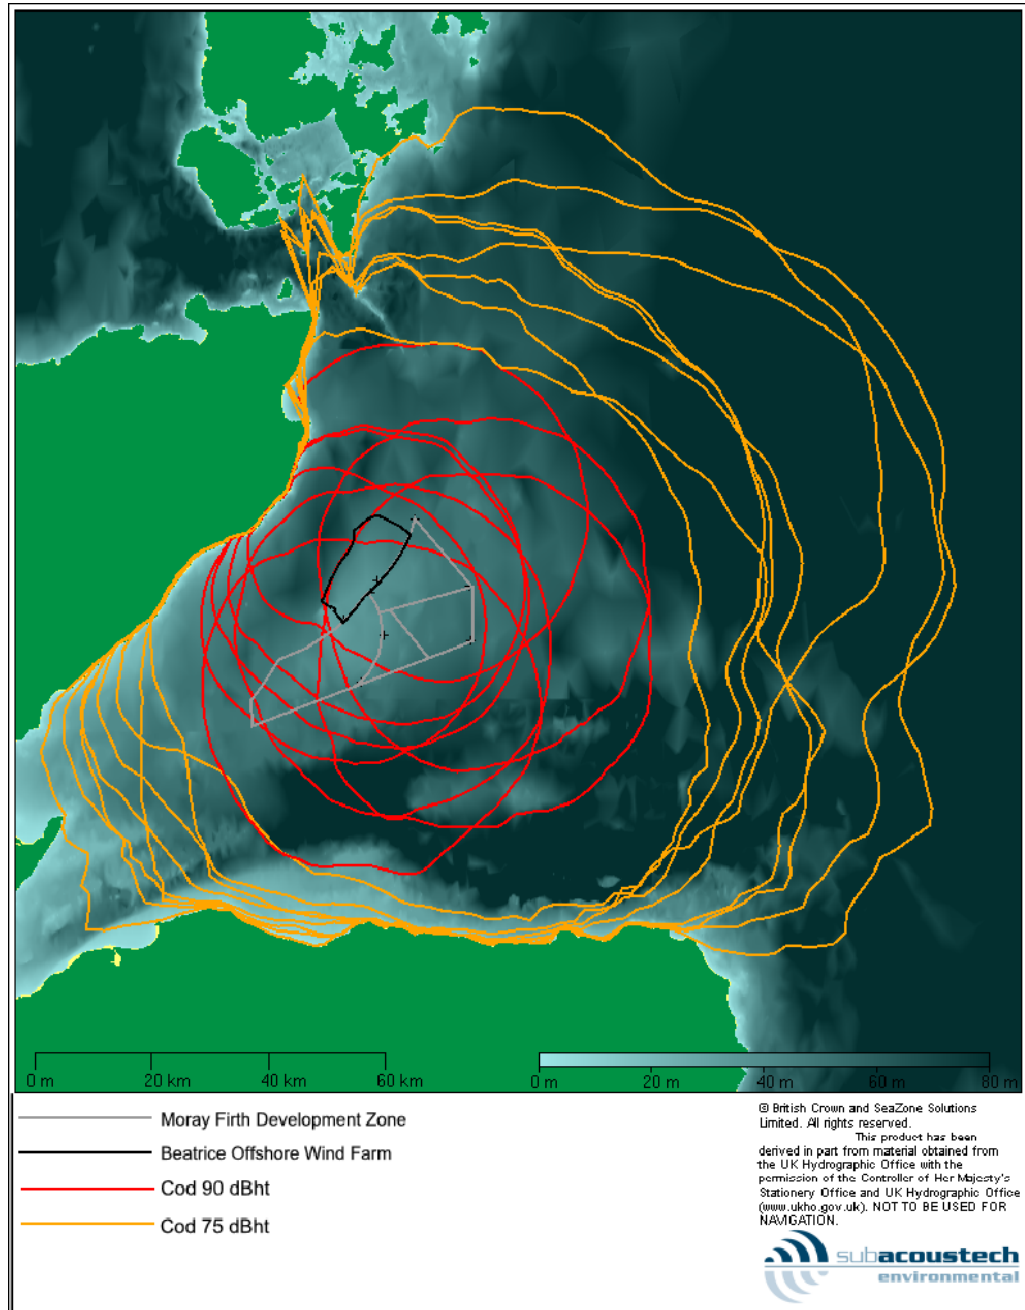 0 m 20 km 40 km 60 km
0 m 20 m 40 m 60 m 80 m
Moray Firth Development Zone
Beatrice Offshore Wind Farm
Cod 90 dBht
Cod 75 dBht
© British Crown and SeaZone Solutions
Limited. All rights reserved.
This product has been
derived in part from material obtained from
the UK Hydrographic Office with the
permission of the Controller of Her Majesty's
Stationery Office and UK Hydrographic Office
(www.ukho.gov.uk). NOT TO BE USED FOR
NAVIGATION.
subacoustech
environmental